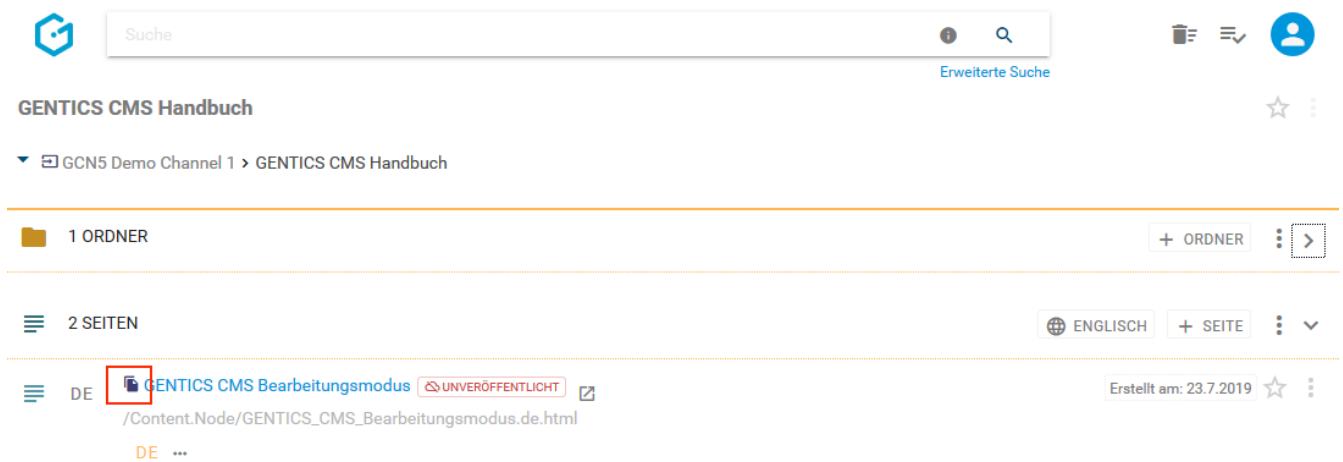 Suche
Erweiterte Suche
GENTICS CMS Handbuch
GCN5 Demo Channel 1 > GENTICS CMS Handbuch
1 ORDNER + ORDNER
2 SEITEN ENGLISCH + SEITE
DE GENTICS CMS Bearbeitungsmodus UNVERÖFFENTLICHT Erstellt am: 23.7.2019
/Content.Node/GENTICS_CMS_Bearbeitungsmodus.de.html
DE ...